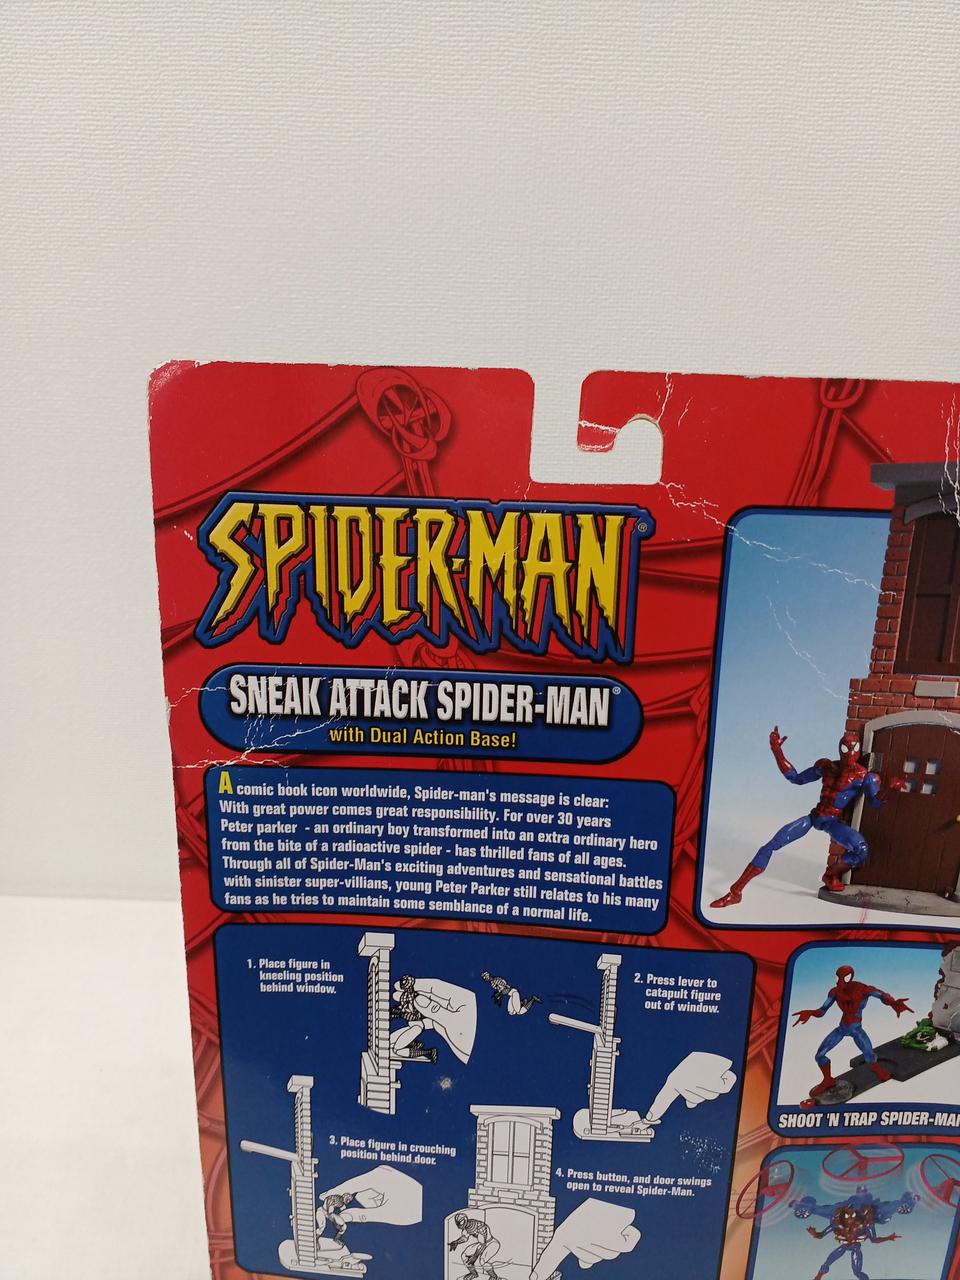 SPIDER-MAN®
SNEAK ATTACK SPIDER-MAN®
with Dual Action Base!
A comic book icon worldwide, Spider-man's message is clear:
With great power comes great responsibility. For over 30 years
Peter parker - an ordinary boy transformed into an extra ordinary hero
from the bite of a radioactive spider - has thrilled fans of all ages.
Through all of Spider-Man's exciting adventures and sensational battles
with sinister super-villians, young Peter Parker still relates to his many
fans as he tries to maintain some semblance of a normal life.
1. Place figure in
kneeling position
behind window.
2. Press lever to
catapult figure
out of window.
3. Place figure in crouching
position behind door.
4. Press button, and door swings
open to reveal Spider-Man.
SHOOT 'N TRAP SPIDER-MAN